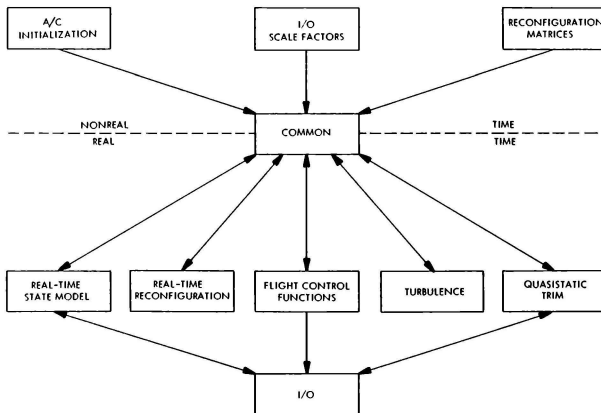 A/C
INITIALIZATION
I/O
SCALE FACTORS
RECONFIGURATION
MATRICES
NONREAL
TIME
COMMON
REAL
TIME
REAL-TIME
STATE MODEL
REAL-TIME
RECONFIGURATION
FLIGHT CONTROL
FUNCTIONS
TURBULENCE
QUASISTATIC
TRIM
I/O